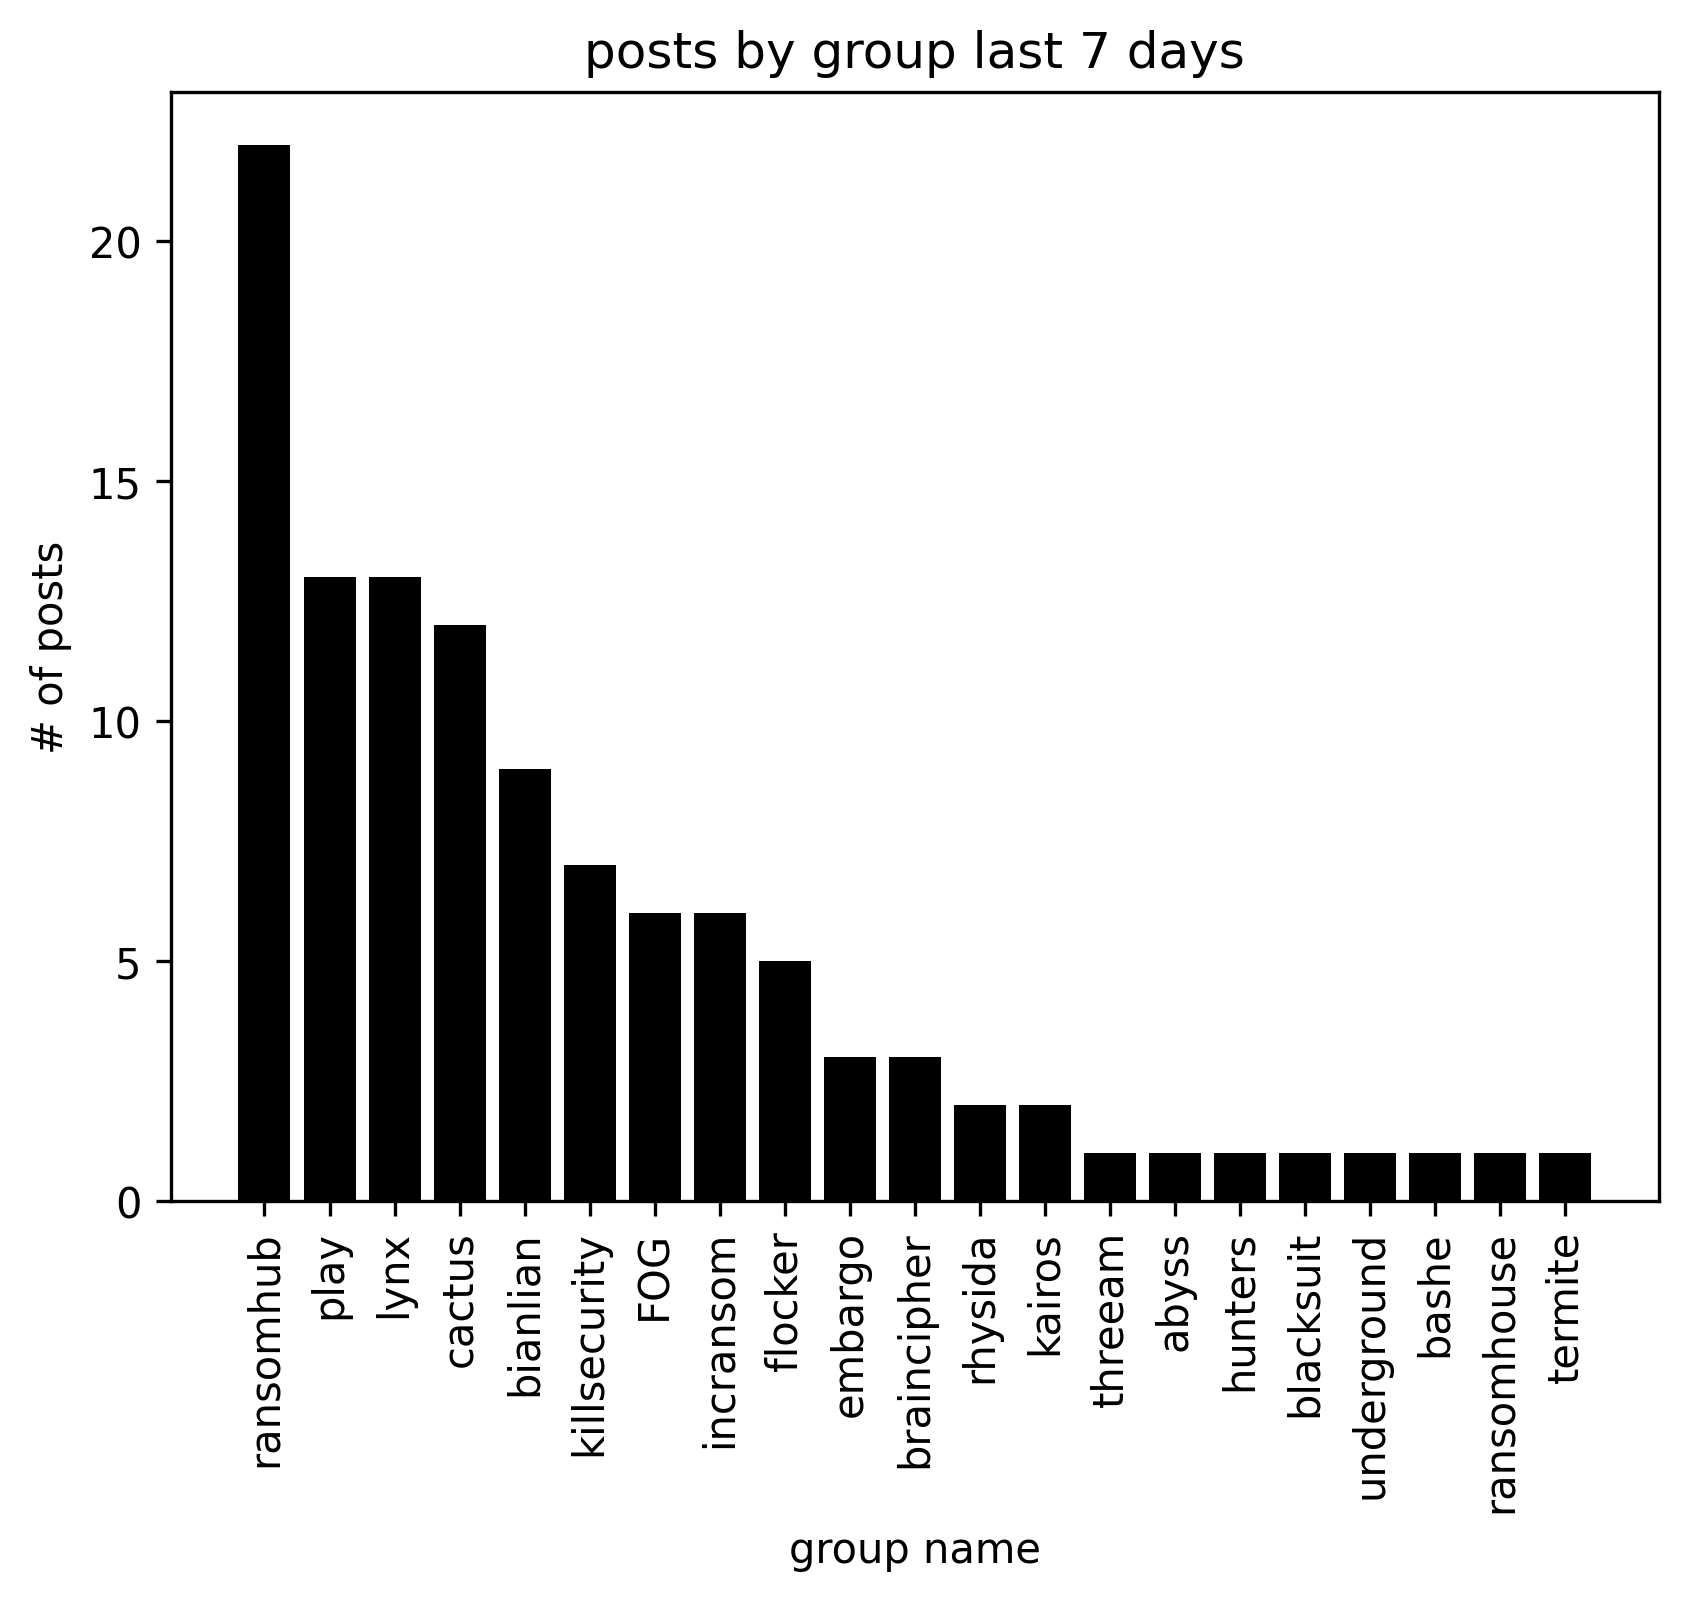 posts by group last 7 days
# of posts
20
15
10
5
0
ransomhub
play
lynx
cactus
bianlian
killsecurity
FOG
incransom
flocker
embargo
braincipher
rhysida
kairos
threeam
abyss
hunters
blacksuit
underground
bashe
ransomhouse
termite
group name